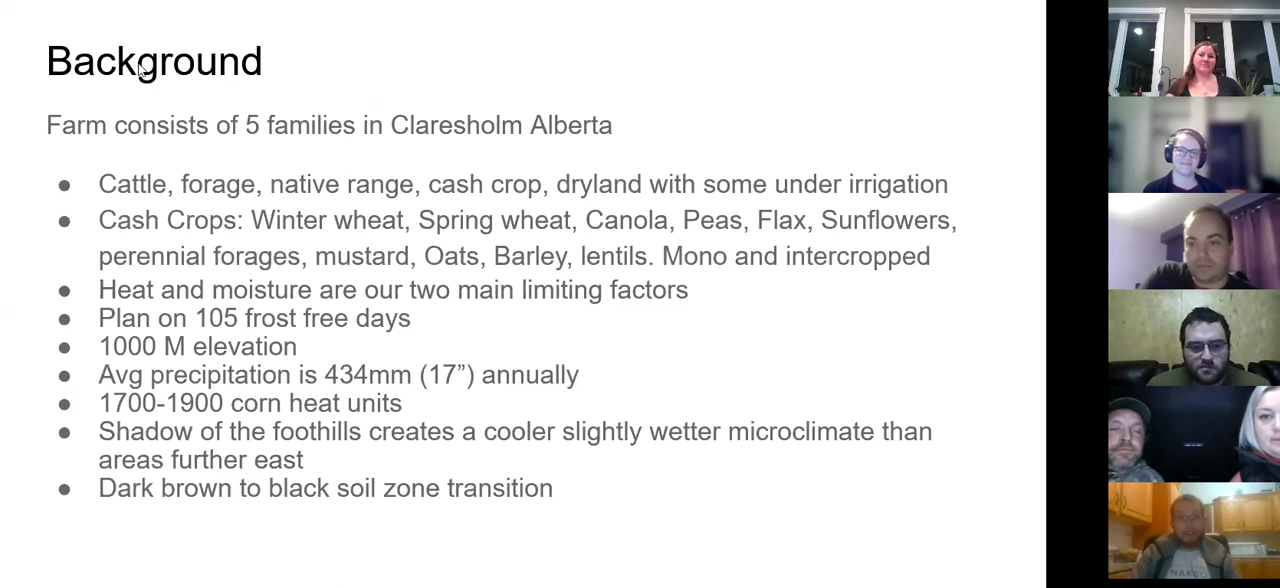 Background
Farm consists of 5 families in Claresholm Alberta
● Cattle, forage, native range, cash crop, dryland with some under irrigation
● Cash Crops: Winter wheat, Spring wheat, Canola, Peas, Flax, Sunflowers,
perennial forages, mustard, Oats, Barley, lentils. Mono and intercropped
● Heat and moisture are our two main limiting factors
● Plan on 105 frost free days
● 1000 M elevation
● Avg precipitation is 434mm (17”) annually
● 1700-1900 corn heat units
● Shadow of the foothills creates a cooler slightly wetter microclimate than
areas further east
● Dark brown to black soil zone transition
NAKED